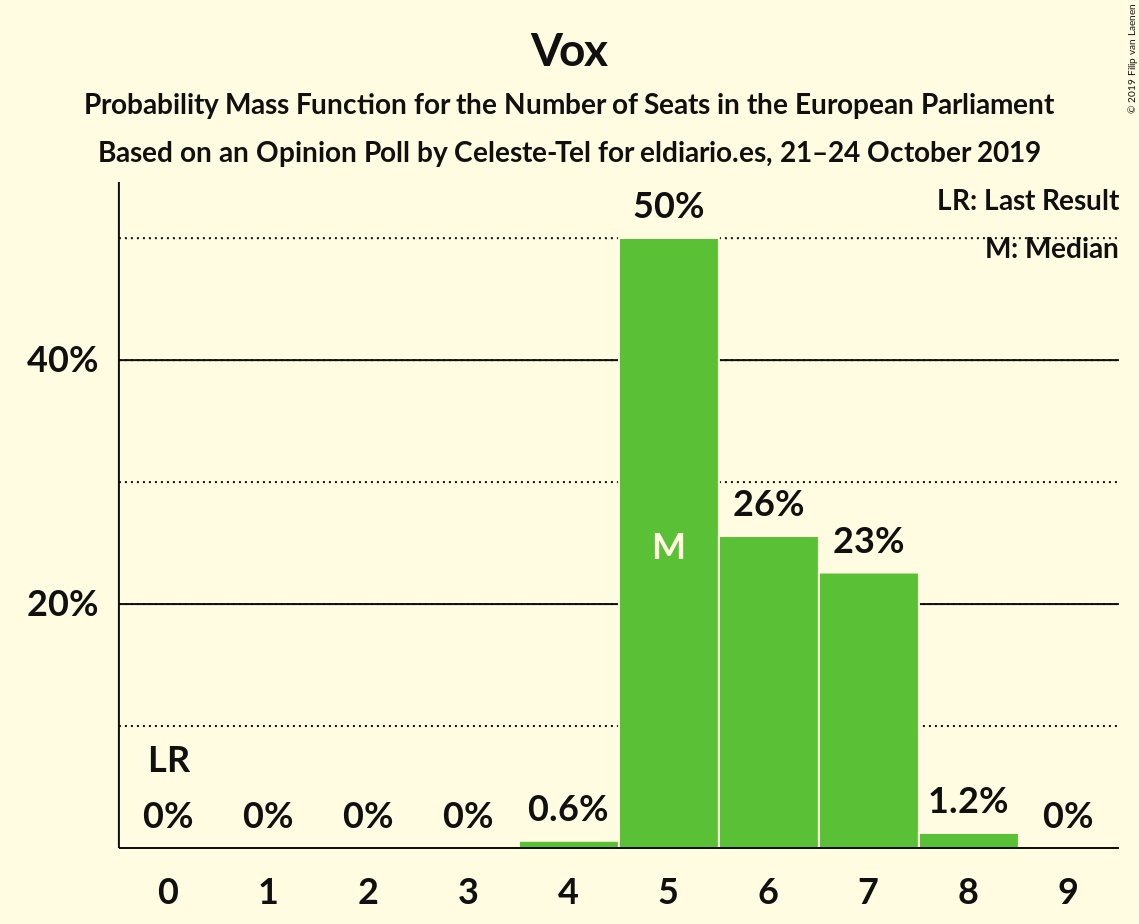 Vox
Probability Mass Function for the Number of Seats in the European Parliament
Based on an Opinion Poll by Celeste-Tel for eldiario.es, 21–24 October 2019
© 2019 Filip van Laenen
LR: Last Result
M: Median
50%
40%
26%
23%
M
20%
LR
0% 0% 0% 0% 0.6% 1.2% 0%
0 1 2 3 4 5 6 7 8 9